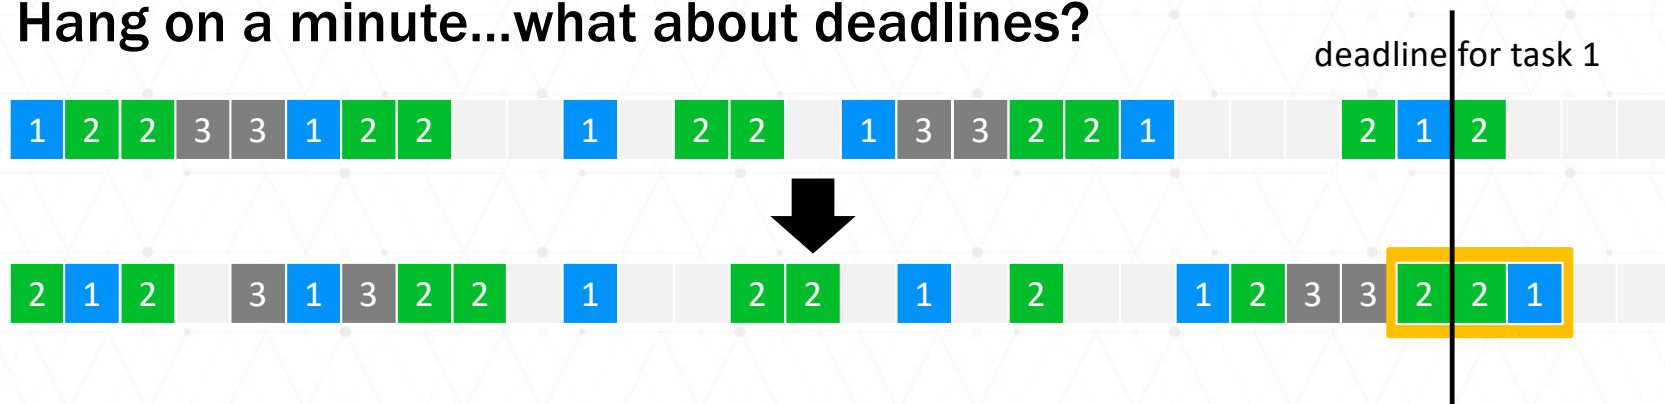 Hang on a minute...what about deadlines?
deadline for task 1
1 2 2 3 3 1 2 2 1 2 2 1 3 3 2 2 1 2 1 2
2 1 2 3 1 3 2 2 1 2 2 1 2 1 2 3 3 2 2 1